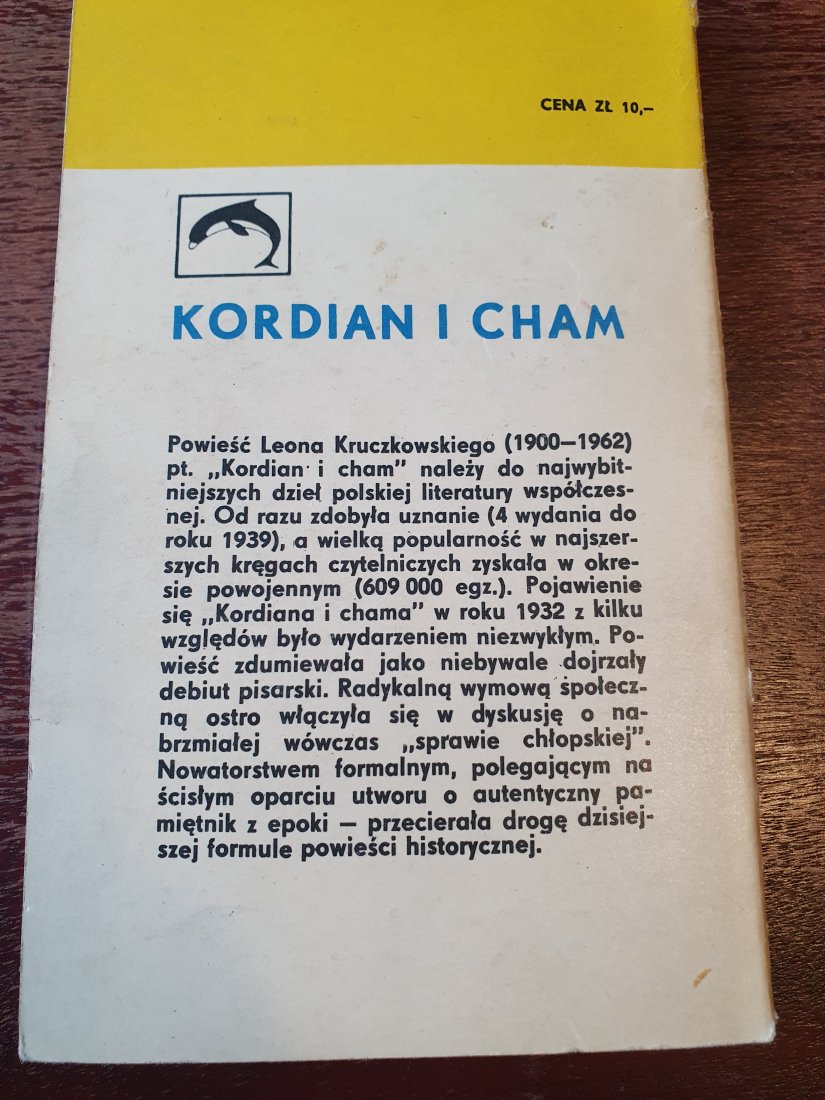 CENA ZŁ 10,—
KORDIAN I CHAM
Powieść Leona Kruczkowskiego (1900—1962)
pt. „Kordian i cham” należy do najwybit-
niejszych dzieł polskiej literatury współczes-
nej. Od razu zdobyła uznanie (4 wydania do
roku 1939), a wielką popularność w najszer-
szych kręgach czytelniczych zyskała w okre-
sie powojennym (609 000 egz.). Pojawienie
się „Kordiana i chama” w roku 1932 z kilku
względów było wydarzeniem niezwykłym. Po-
wieść zdumiewała jako niebywale dojrzały
debiut pisarski. Radykalną wymową społecz-
ną ostro włączyła się w dyskusję o na-
brzmiałej wówczas „sprawie chłopskiej”.
Nowatorstwem formalnym, polegającym na
ścisłym oparciu utworu o autentyczny pa-
miętnik z epoki — przecierała drogę dzisiej-
szej formule powieści historycznej.